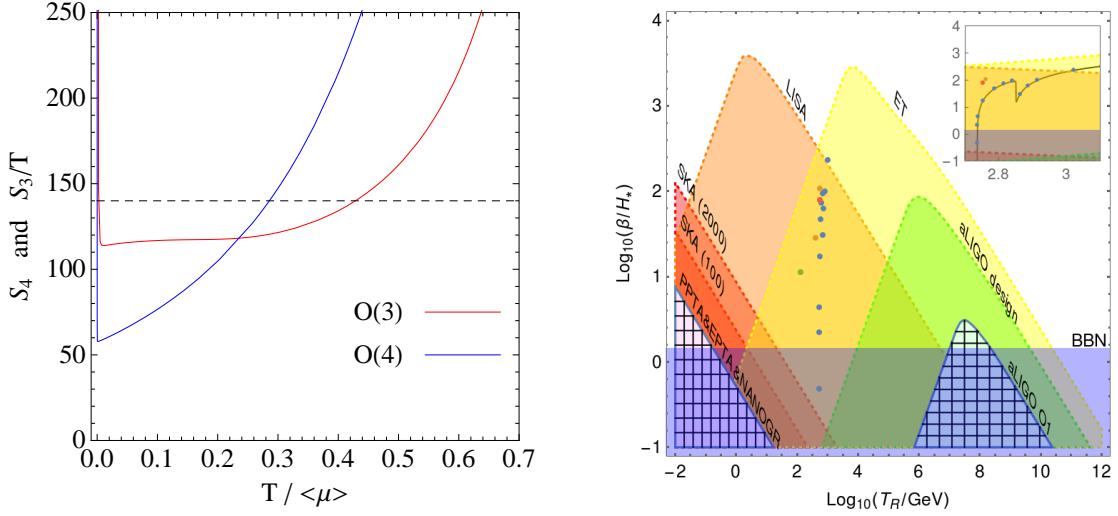 250
200
150
100
50
0
S₄ and S₃/T
O(3)
O(4)
0.0 0.1 0.2 0.3 0.4 0.5 0.6 0.7
T / <μ>
4
3
2
1
0
−1
Log₁₀(β/H*)
LISA
ET
SKA (2000)
SKA (100)
PPTA&EPTA&NANOGR
aLIGO design
aLIGO O₁
BBN
4
3
2
1
0
−1
2.8 3
−2 0 2 4 6 8 10 12
Log₁₀(T_R/GeV)